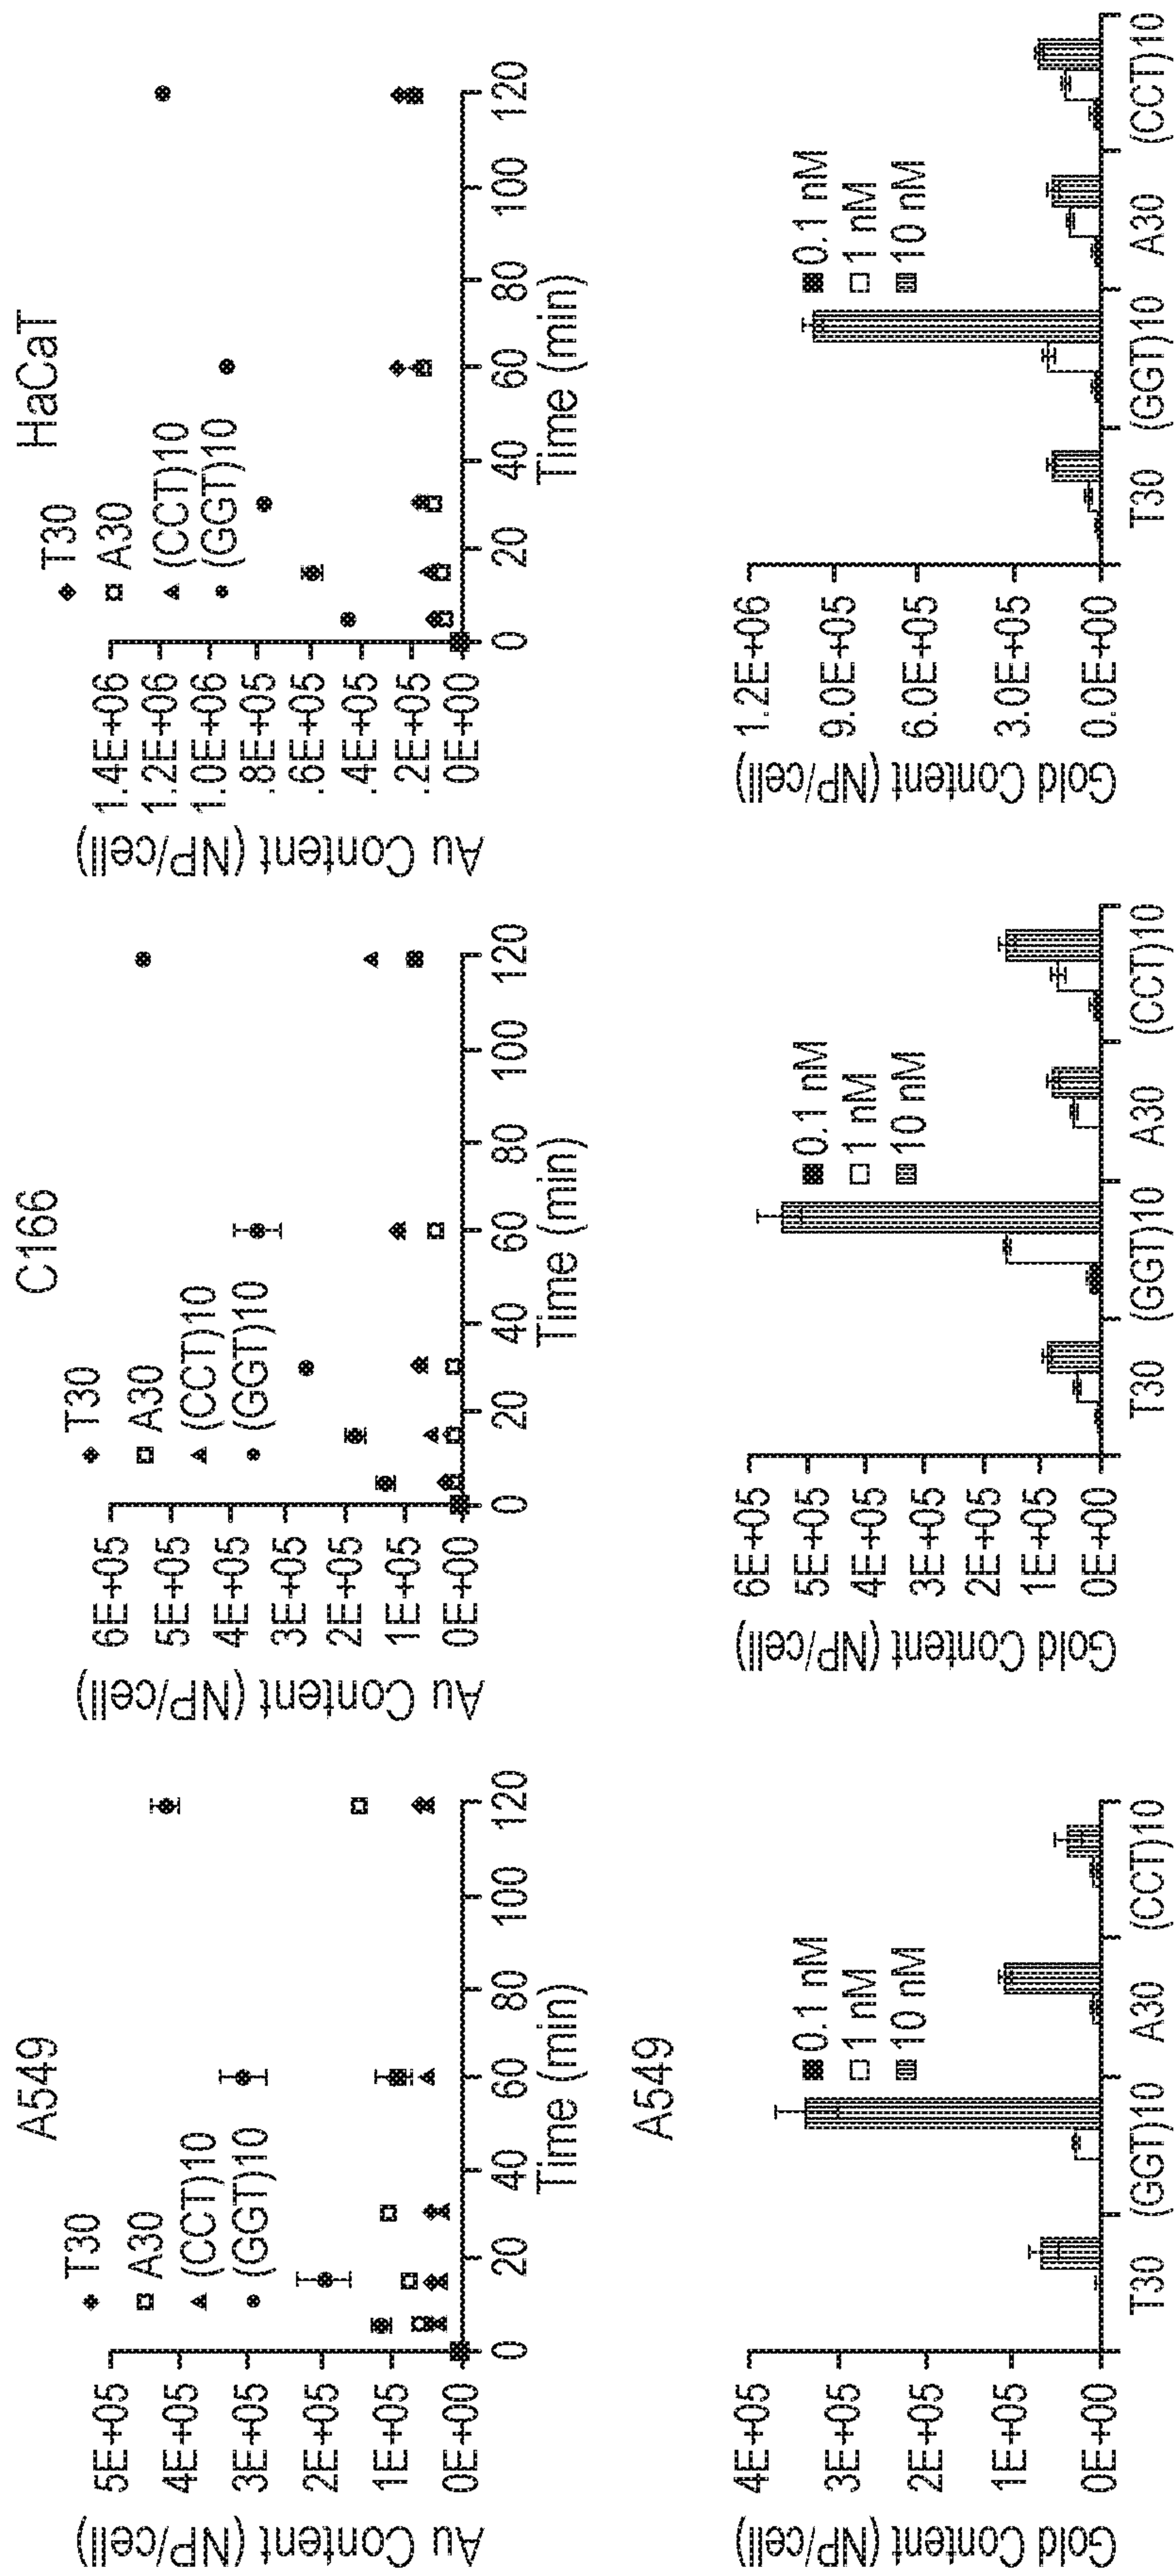 A549
Au Content (NP/cell)
5E+05
4E+05
3E+05
2E+05
1E+05
0E+00
T30
A30
(CCT)10
(GGT)10
0 20 40 60 80 100 120
Time (min)
C166
Au Content (NP/cell)
6E+05
5E+05
4E+05
3E+05
2E+05
1E+05
0E+00
T30
A30
(CCT)10
(GGT)10
0 20 40 60 80 100 120
Time (min)
HaCaT
Au Content (NP/cell)
1.4E+06
1.2E+06
1.0E+06
.8E+05
.6E+05
.4E+05
.2E+05
0E+00
T30
A30
(CCT)10
(GGT)10
0 20 40 60 80 100 120
Time (min)
A549
Gold Content (NP/cell)
4E+05
3E+05
2E+05
1E+05
0E+00
0.1 nM
1 nM
10 nM
T30 (GGT)10 A30 (CCT)10
Gold Content (NP/cell)
6E+05
5E+05
4E+05
3E+05
2E+05
1E+05
0E+00
0.1 nM
1 nM
10 nM
T30 (GGT)10 A30 (CCT)10
Gold Content (NP/cell)
1.2E+06
9.0E+05
6.0E+05
3.0E+05
0.0E+00
0.1 nM
1 nM
10 nM
T30 (GGT)10 A30 (CCT)10